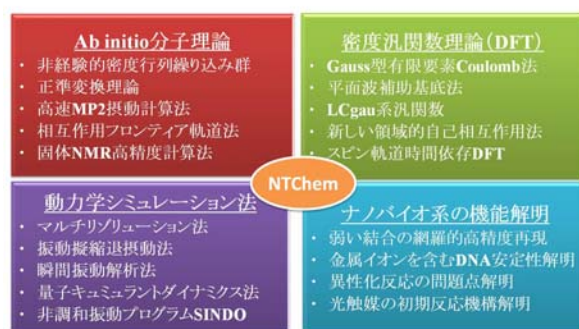 Ab initio分子理論
・ 非経験的密度行列繰り込み群
・ 正準変換理論
・ 高速MP2摂動計算法
・ 相互作用フロンティア軌道法
・ 固体NMR高精度計算法
密度汎関数理論(DFT)
・ Gauss型有限要素Coulomb法
・ 平面波補助基底法
・ LCgau系汎関数
・ 新しい領域的自己相互作用法
・ スピン軌道時間依存DFT
NTChem
動力学シミュレーション法
・ マルチリゾリューション法
・ 振動擬縮退摂動法
・ 瞬間振動解析法
・ 量子キュミュラントダイナミクス法
・ 非調和振動プログラムSINDO
ナノバイオ系の機能解明
・ 弱い結合の網羅的高精度再現
・ 金属イオンを含むDNA安定性解明
・ 異性化反応の問題点解明
・ 光触媒の初期反応機構解明